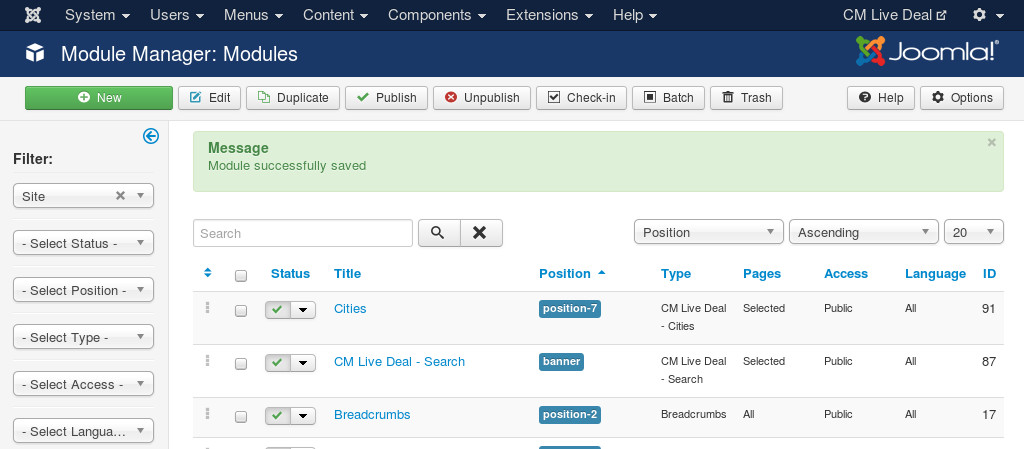 System Users Menus Content Components Extensions Help CM Live Deal
Module Manager: Modules Joomla!®
New Edit Duplicate Publish Unpublish Check-in Batch Trash Help Options
Filter:
Site
- Select Status -
- Select Position -
- Select Type -
- Select Access -
- Select Langua...
Message
Module successfully saved
Search Position Ascending 20
Status Title Position Type Pages Access Language ID
Cities position-7 CM Live Deal Selected Public All 91
- Cities
CM Live Deal - Search banner CM Live Deal Selected Public All 87
- Search
Breadcrumbs position-2 Breadcrumbs All Public All 17